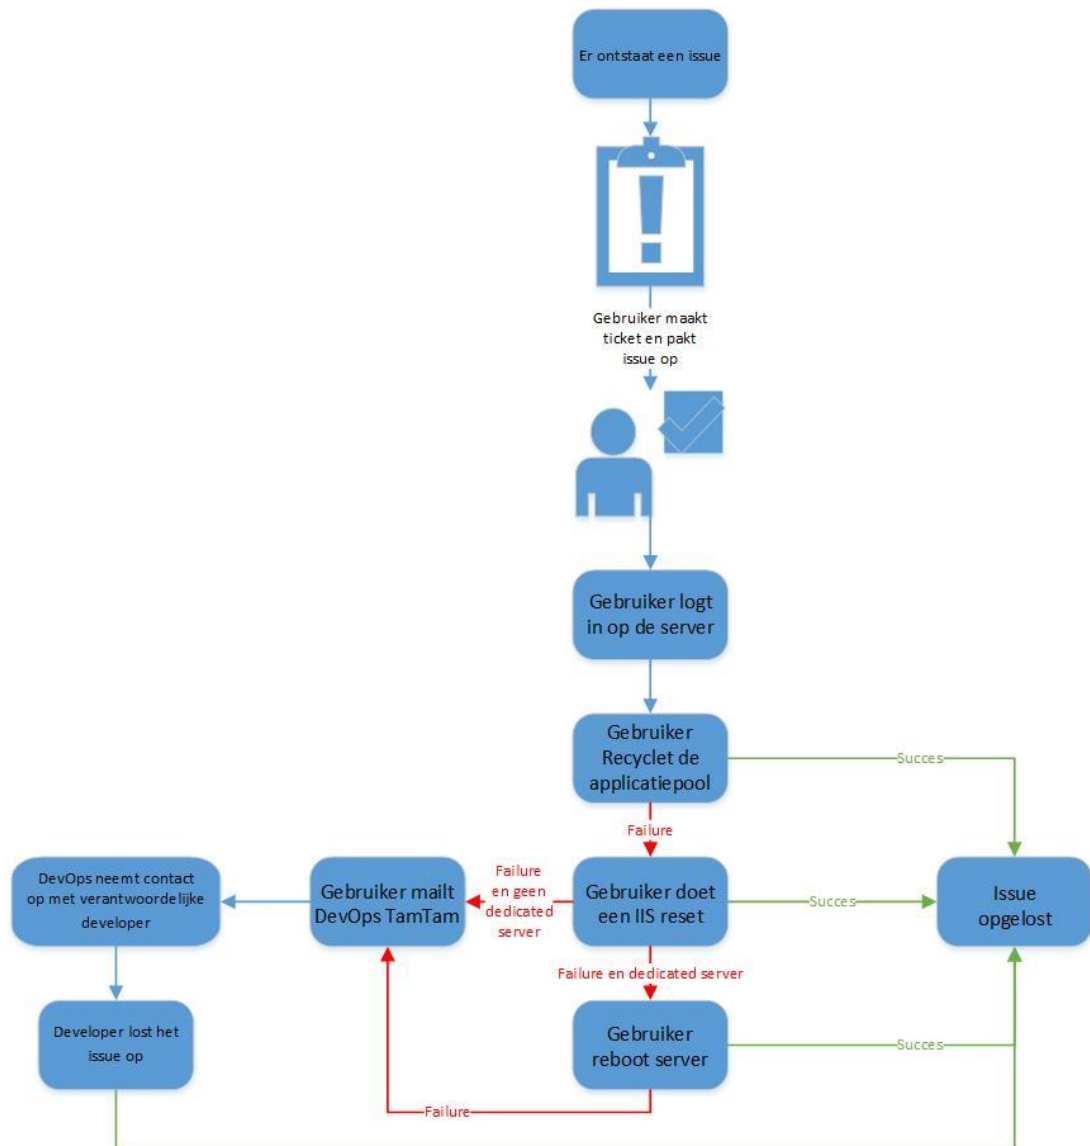 Er ontstaat een issue
Gebruiker maakt
ticket en pakt
issue op
Gebruiker logt
in op de server
Gebruiker
Recyclet de
applicatiepool
Succes
Failure
DevOps neemt contact
op met verantwoordelijke
developer
Gebruiker mailt
DevOps TamTam
Failure
en geen
dedicated
server
Gebruiker doet
een IIS reset
Succes
Issue
opgelost
Failure en dedicated server
Developer lost het
issue op
Gebruiker
reboot server
Succes
Failure